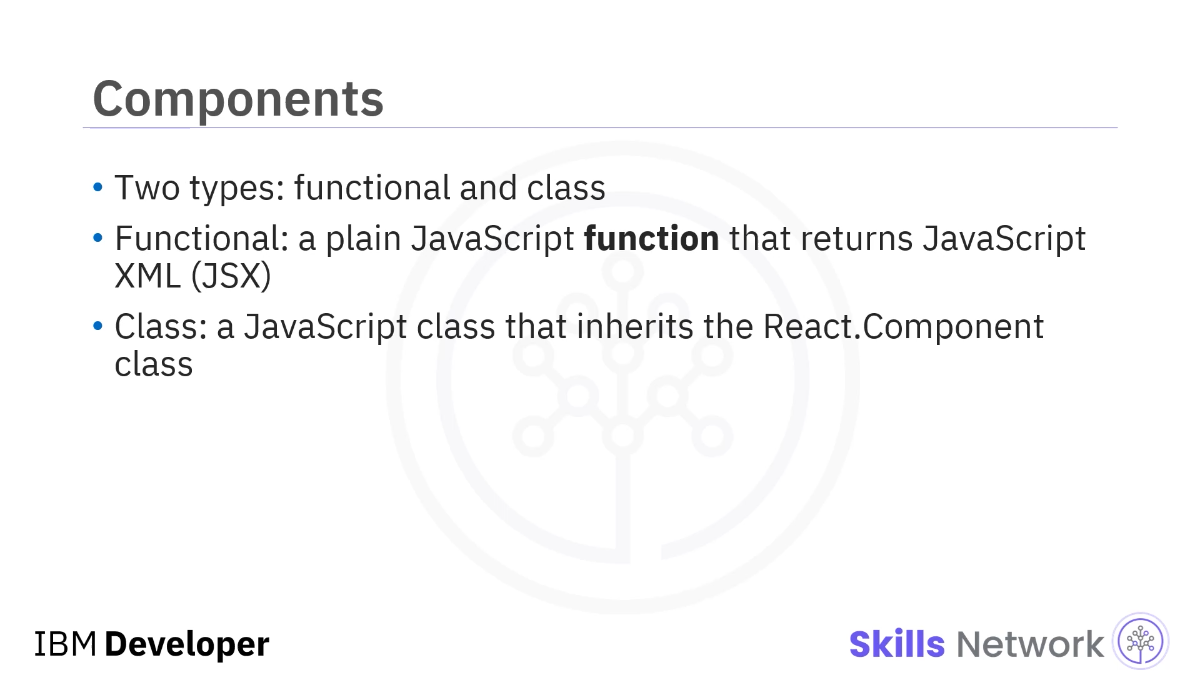 Components
• Two types: functional and class
• Functional: a plain JavaScript function that returns JavaScript
XML (JSX)
• Class: a JavaScript class that inherits the React.Component
class
IBM Developer
Skills Network